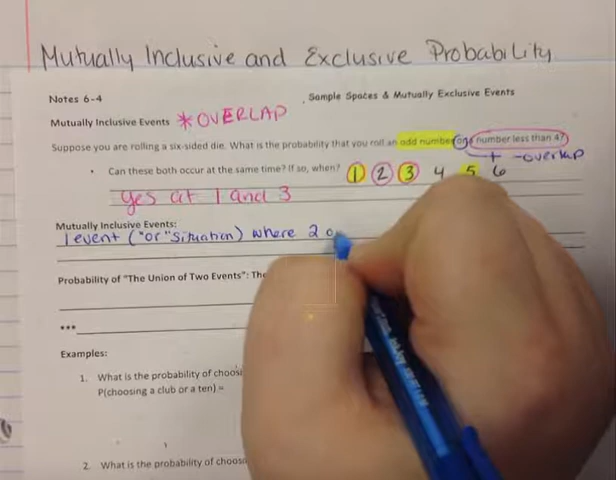 Mutually Inclusive and Exclusive Probability
Notes 6-4 Sample Spaces & Mutually Exclusive Events
Mutually Inclusive Events *OVERLAP
Suppose you are rolling a six-sided die. What is the probability that you roll an odd number or a number less than 4?
+ -overlap
• Can these both occur at the same time? If so, when? 1 2 3 4 5 6
yes at 1 and 3
Mutually Inclusive Events:
1 event ("or" situation) where 2 o
Probability of "The Union of Two Events": The
***
Examples:
1. What is the probability of choosi
P(choosing a club or a ten) =
2. What is the probability of choosi